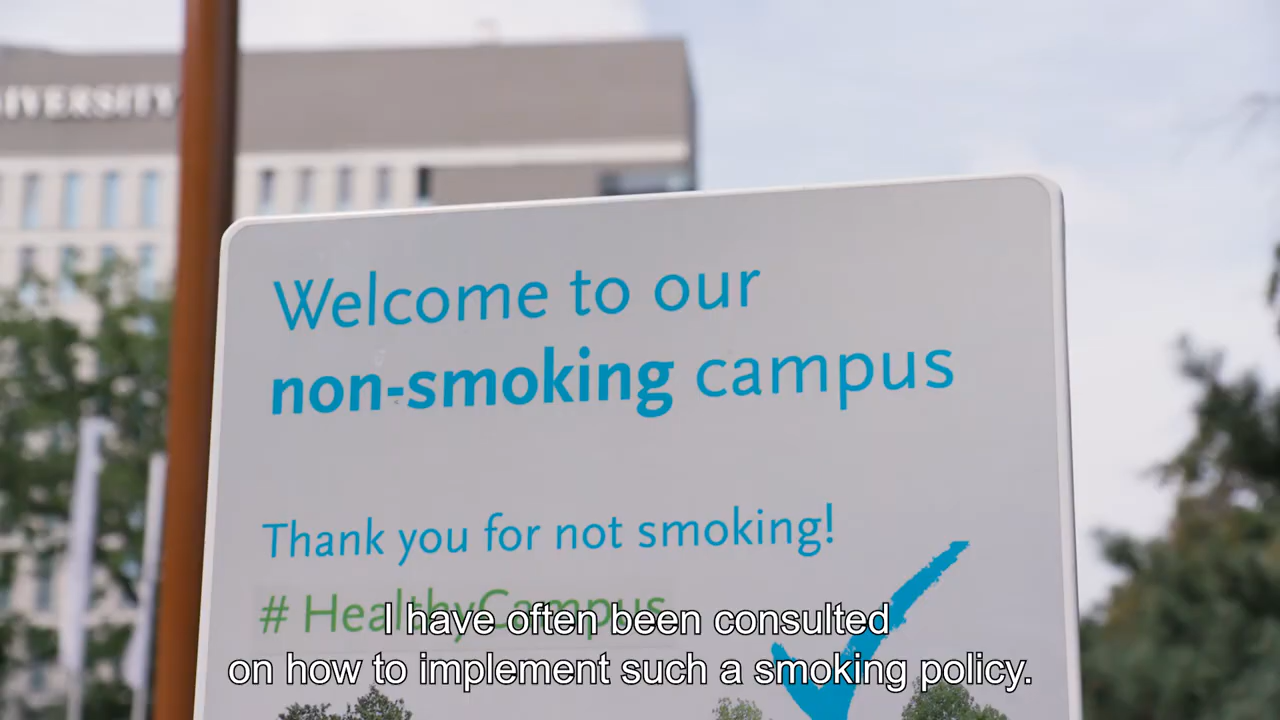 Welcome to our
non-smoking campus
Thank you for not smoking!
# HealthyCampus
I have often been consulted
on how to implement such a smoking policy.